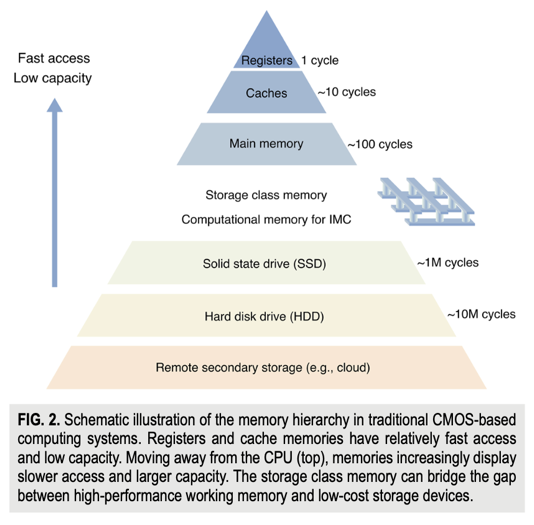 Fast access
Low capacity
Registers 1 cycle
Caches ~10 cycles
Main memory ~100 cycles
Storage class memory
Computational memory for IMC
Solid state drive (SSD) ~1M cycles
Hard disk drive (HDD) ~10M cycles
Remote secondary storage (e.g., cloud)
FIG. 2. Schematic illustration of the memory hierarchy in traditional CMOS-based
computing systems. Registers and cache memories have relatively fast access
and low capacity. Moving away from the CPU (top), memories increasingly display
slower access and larger capacity. The storage class memory can bridge the gap
between high-performance working memory and low-cost storage devices.